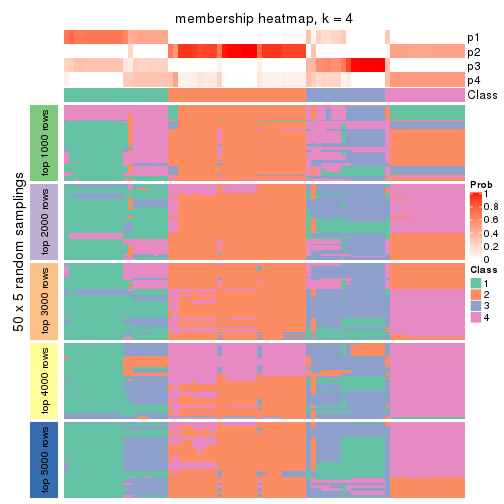 membership heatmap, k = 4
p1
p2
p3
p4
Class
50 x 5 random samplings
top 1000 rows
top 2000 rows
top 3000 rows
top 4000 rows
top 5000 rows
Prob
1
0.8
0.6
0.4
0.2
0
Class
1
2
3
4